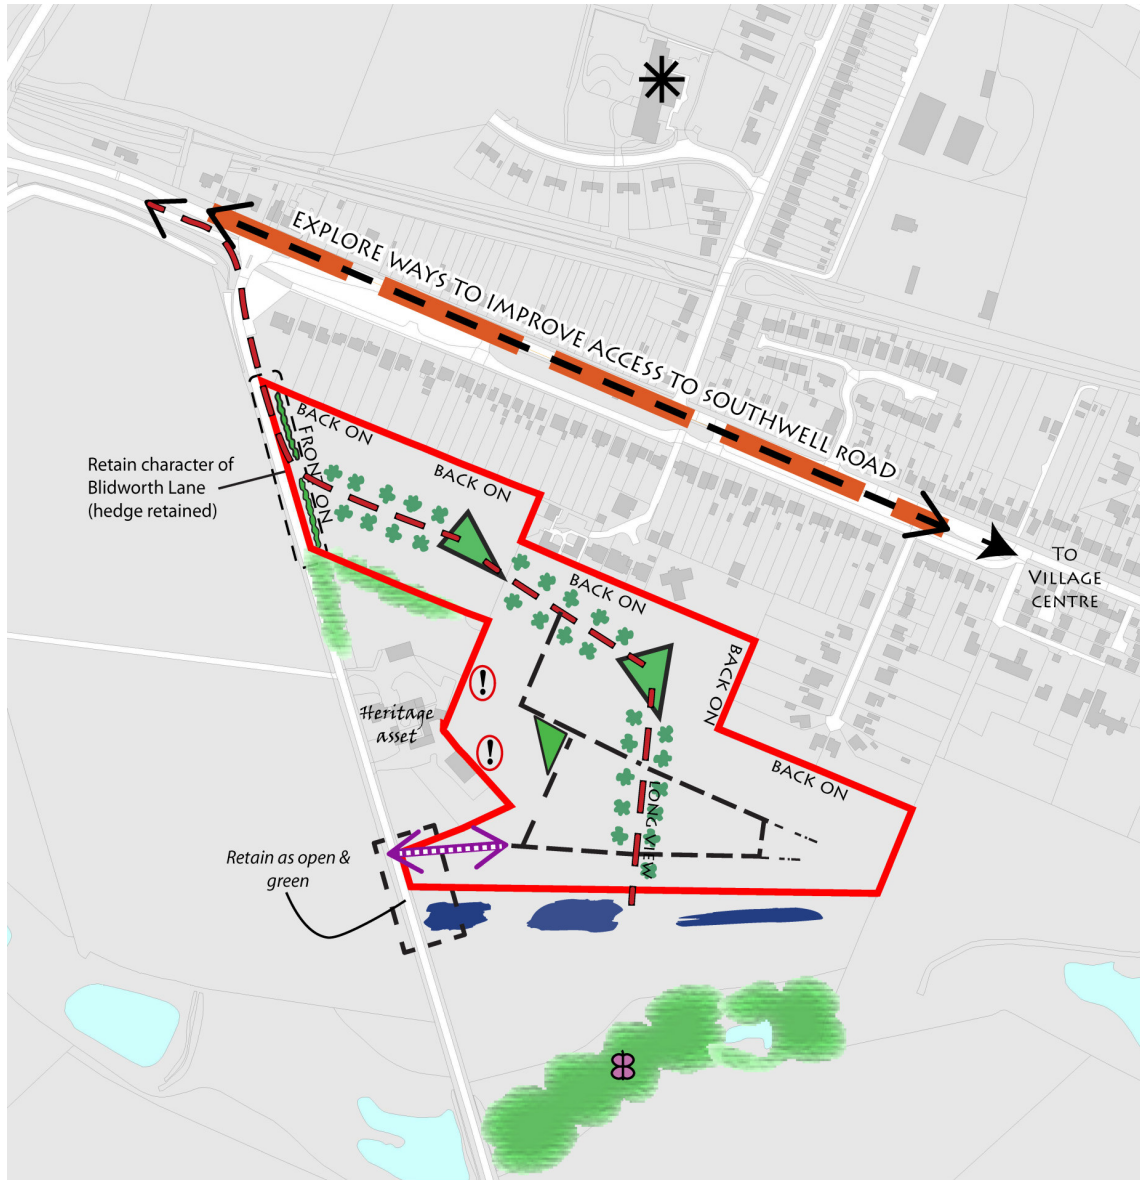 EXPLORE WAYS TO IMPROVE ACCESS TO SOUTHWELL ROAD
BACK ON
FRONT ON
BACK ON
Retain character of
Blidworth Lane
(hedge retained)
TO
VILLAGE
CENTRE
BACK ON
BACK ON
!
Heritage
asset
!
BACK ON
LONG VIEW
Retain as open &
green